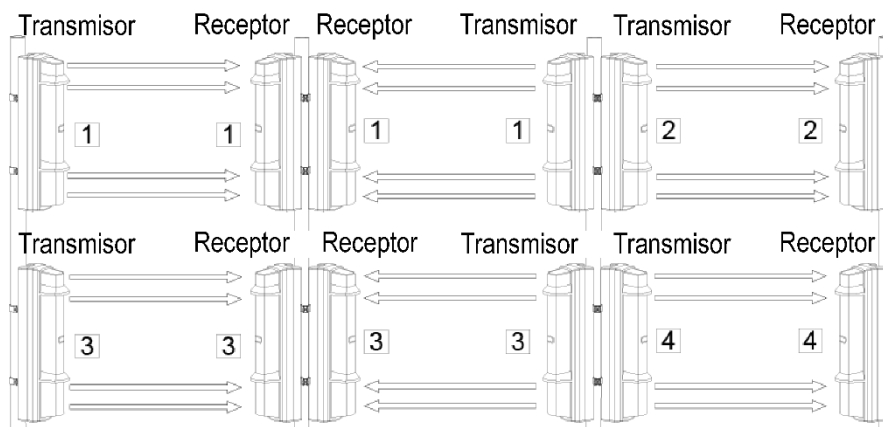 Transmisor Receptor Receptor Transmisor Transmisor Receptor
1 1 1 1 2 2
Transmisor Receptor Receptor Transmisor Transmisor Receptor
3 3 3 3 4 4